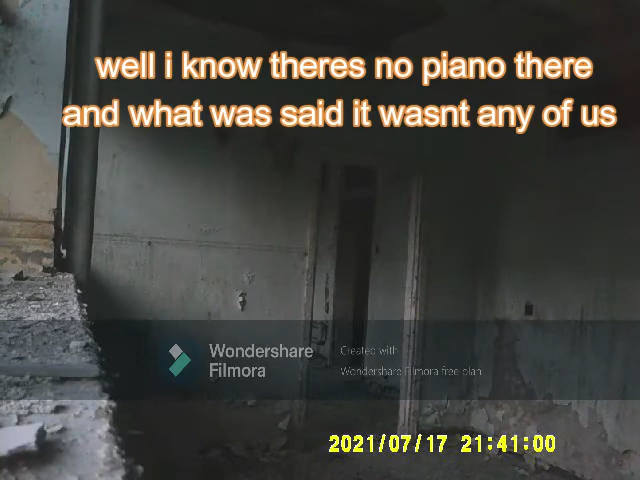 well i know theres no piano there
and what was said it wasnt any of us
Wondershare
Filmora
Created with
Wondershare Filmora free plan
2021/07/17 21:41:00